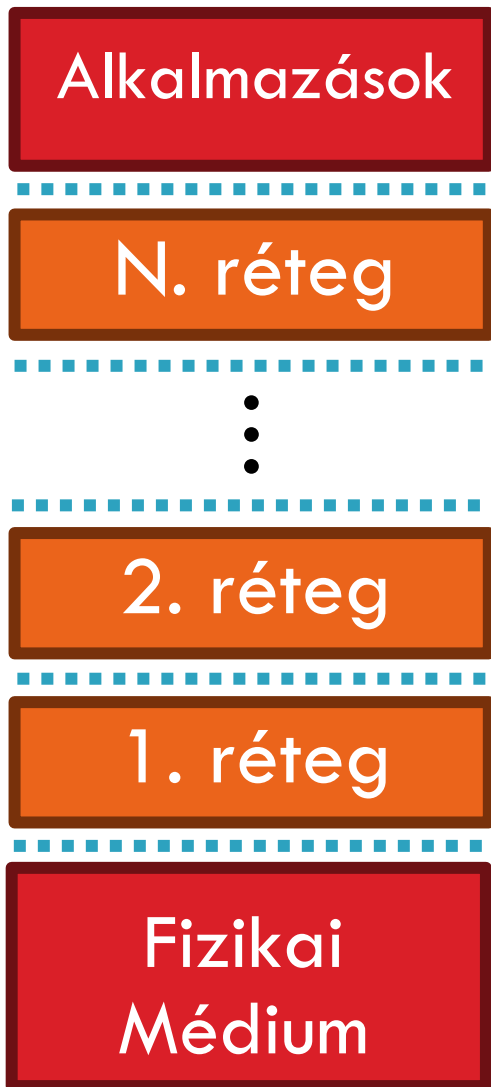 Alkalmazások
N. réteg
2. réteg
1. réteg
Fizikai
Médium